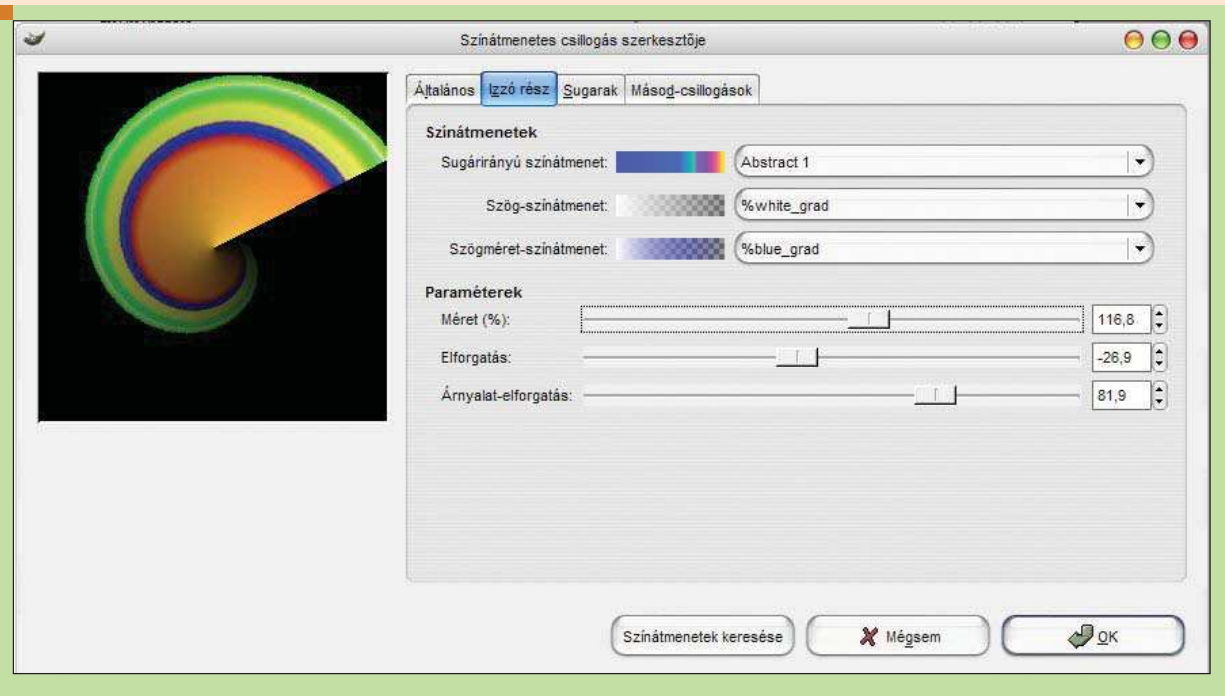 Színátmenetes csillogás szerkesztője
Általános Izzó rész Sugarak Másod-csillogások
Színátmenetek
Sugárirányú színátmenet: Abstract 1
Szög-színátmenet: %white_grad
Szögméret-színátmenet: %blue_grad
Paraméterek
Méret (%): 116,8
Elforgatás: -26,9
Árnyalat-elforgatás: 81,9
Színátmenetek keresése Mégsem OK